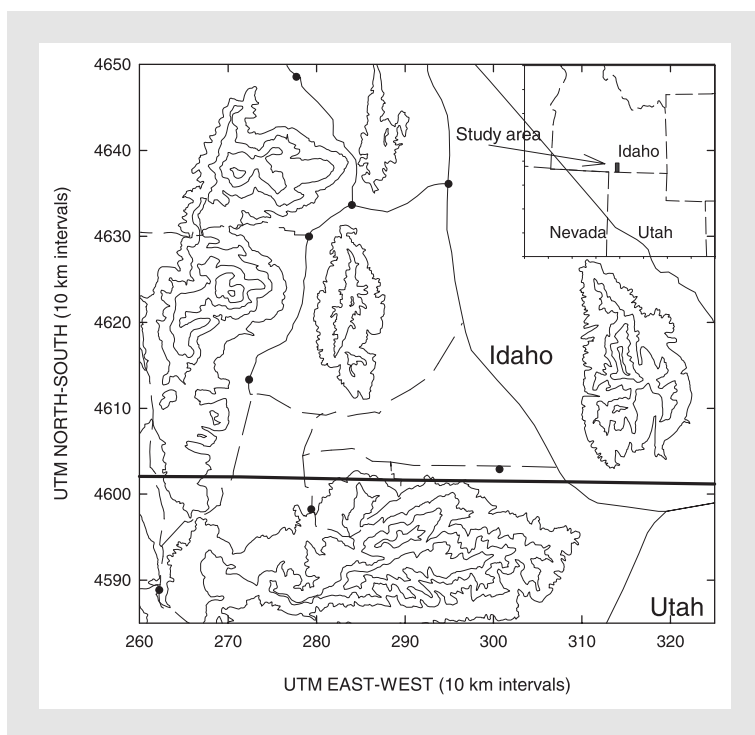 4650
4640
4630
4620
4610
4600
4590
260 270 280 290 300 310 320
UTM NORTH-SOUTH (10 km intervals)
UTM EAST-WEST (10 km intervals)
Study area
Idaho
Nevada Utah
Idaho
Utah